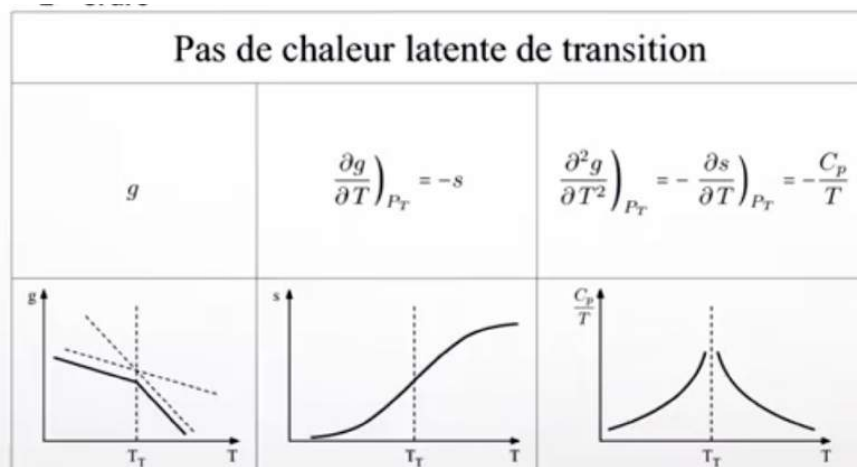 Pas de chaleur latente de transition
g
∂g/∂T)_{P_T} = -s
∂²g/∂T²)_{P_T} = - ∂s/∂T)_{P_T} = - C_p/T
g
T_T
T
s
T_T
T
C_p/T
T_T
T